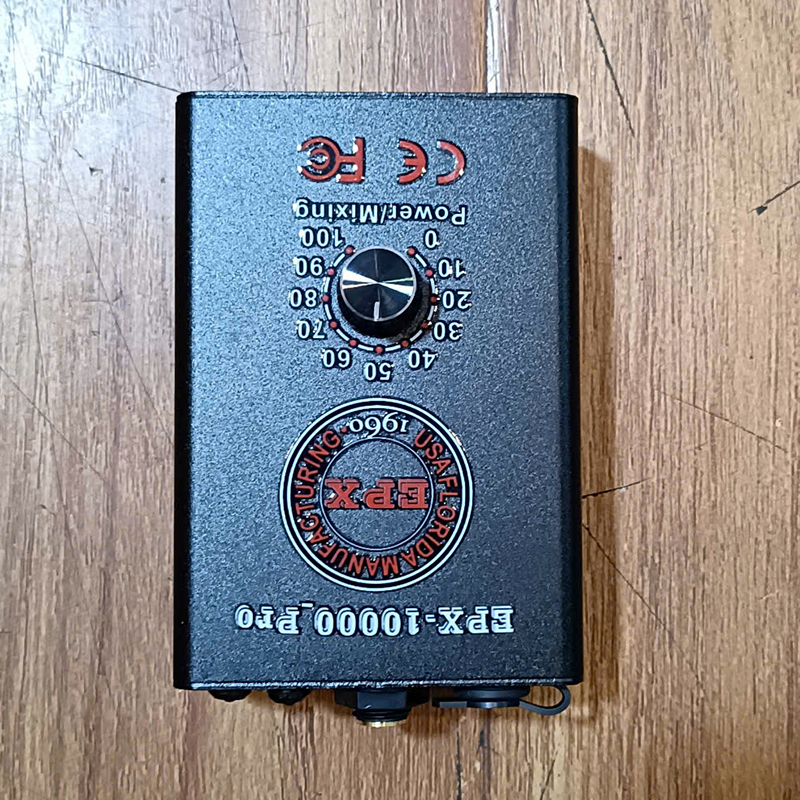 EPX-10000_Pro
USA FLORIDA MANUFACTURING
EPX
1960
0 10 20 30 40 50 60 70 80 90 100
Power/Mixing
CE FC